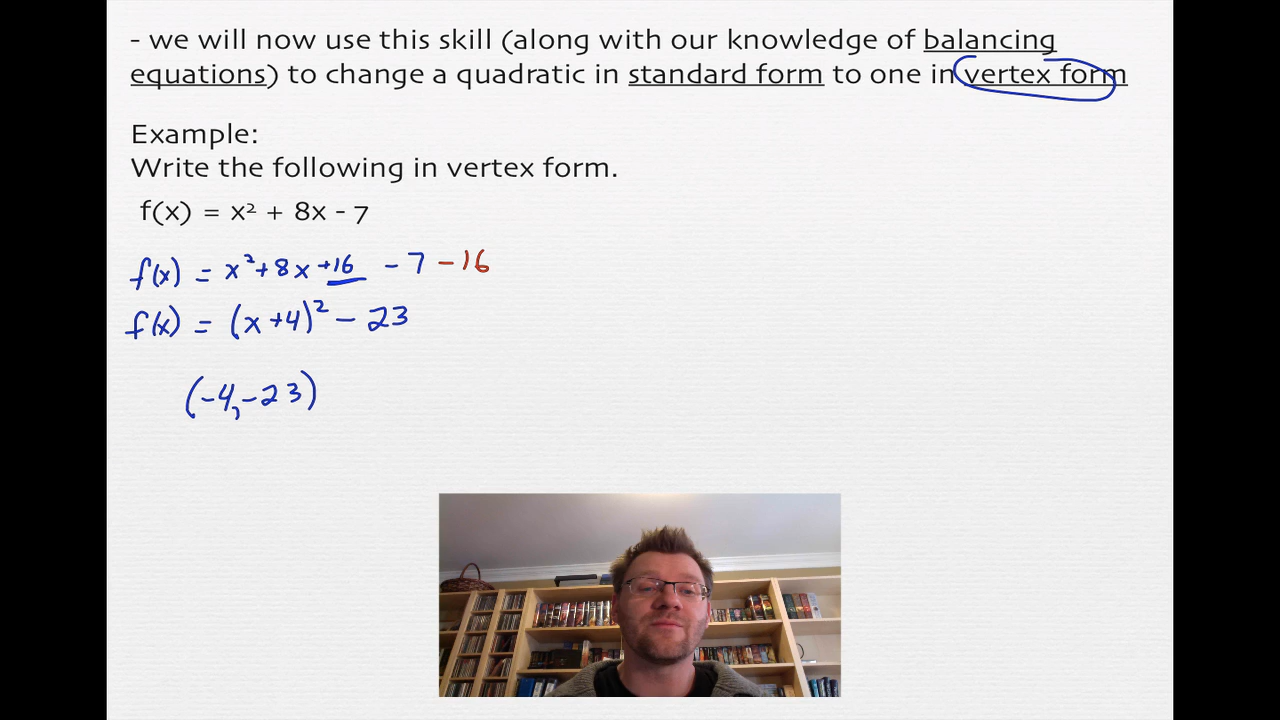 - we will now use this skill (along with our knowledge of balancing
equations) to change a quadratic in standard form to one in vertex form
Example:
Write the following in vertex form.
f(x) = x² + 8x - 7
f(x) = x² + 8x + 16 - 7 - 16
f(x) = (x + 4)² - 23
(-4, -23)